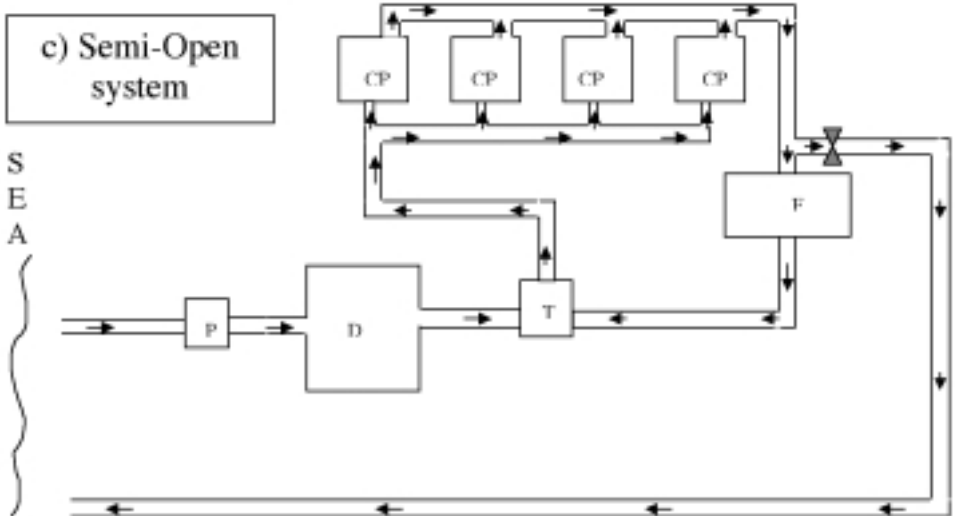 c) Semi-Open
system
CP CP CP CP
S
E
A
F
P D T